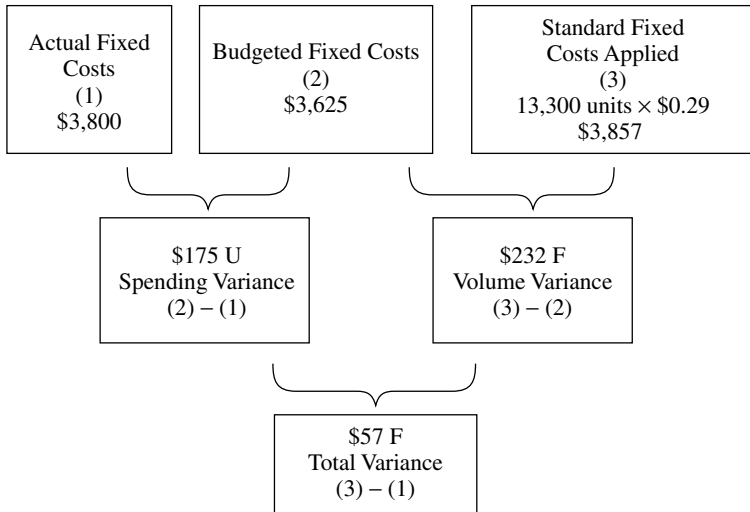 Actual Fixed
Costs
(1)
$3,800
Budgeted Fixed Costs
(2)
$3,625
Standard Fixed
Costs Applied
(3)
13,300 units × $0.29
$3,857
$175 U
Spending Variance
(2) – (1)
$232 F
Volume Variance
(3) – (2)
$57 F
Total Variance
(3) – (1)